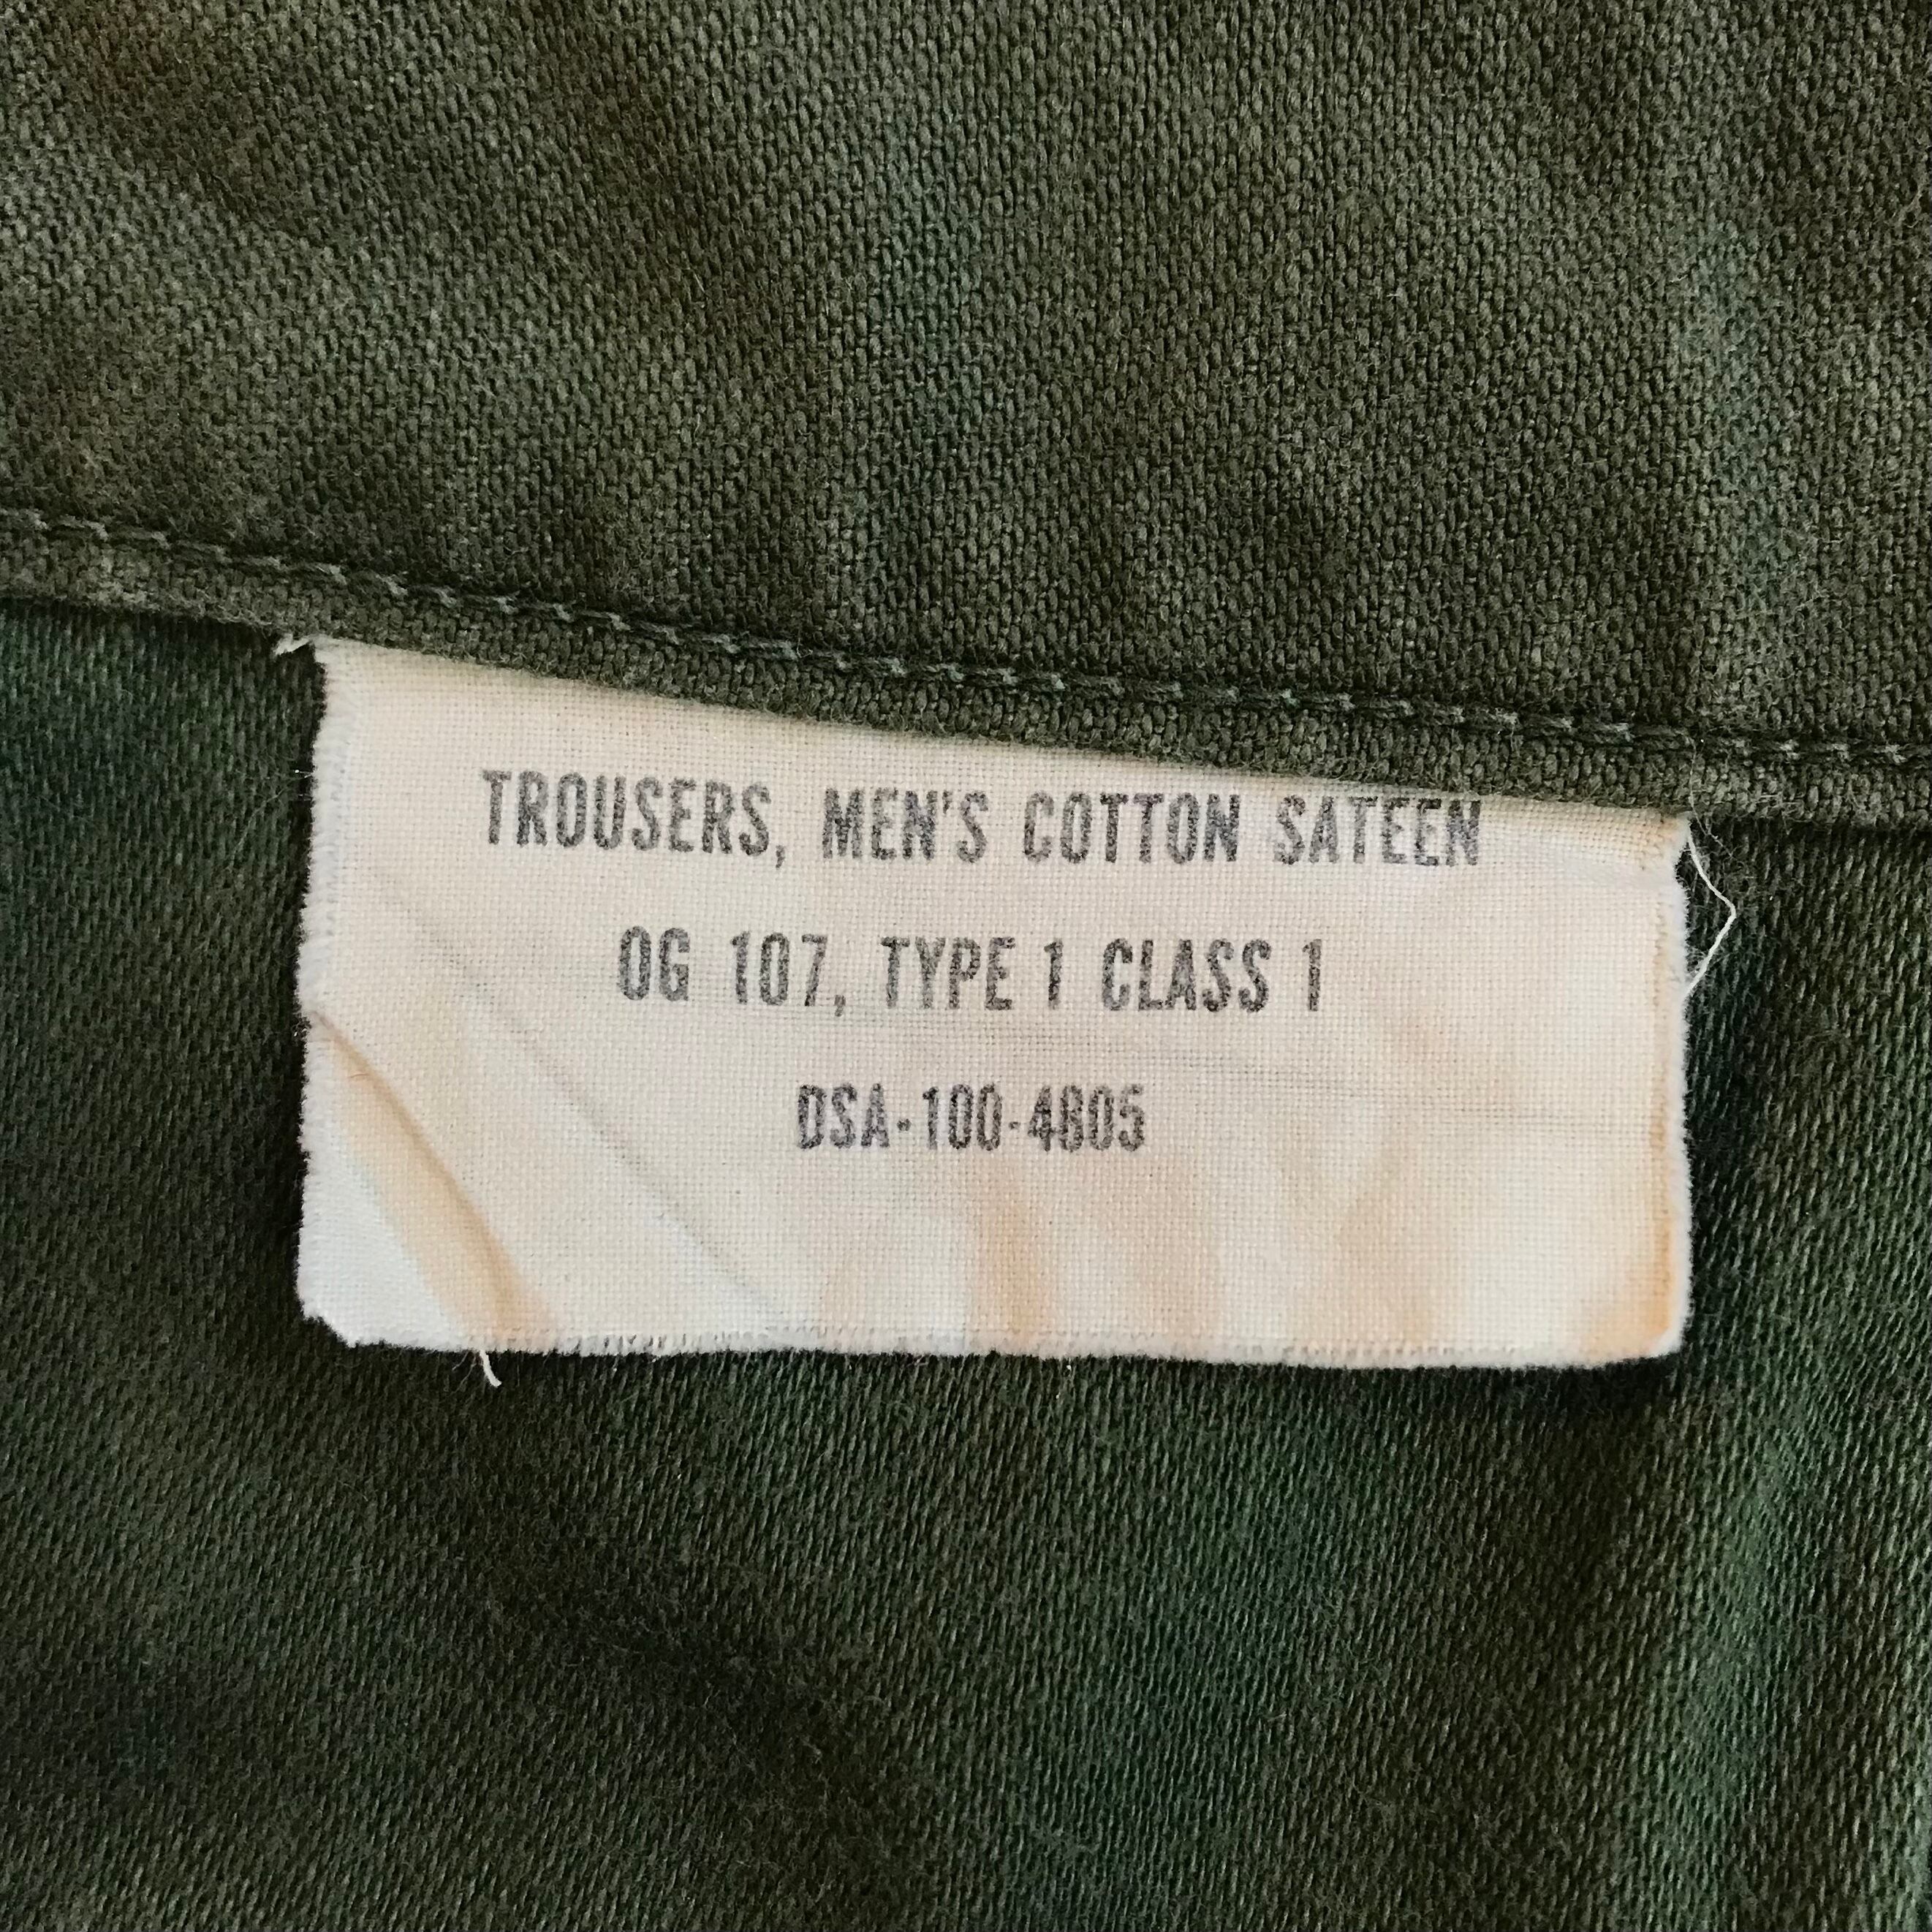 TROUSERS, MEN'S COTTON SATEEN
OG 107, TYPE 1 CLASS 1
DSA-100-4805